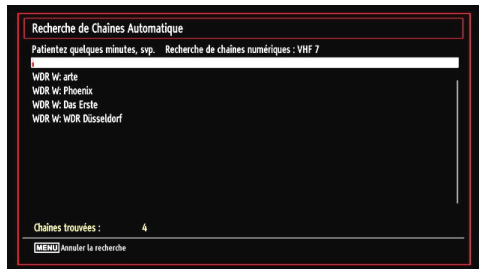 Recherche de Chaînes Automatique
Patientez quelques minutes, svp. Recherche de chaines numériques : VHF 7
WDR W: arte
WDR W: Phoenix
WDR W: Das Erste
WDR W: WDR Düsseldorf
Chaînes trouvées : 4
MENU Annuler la recherche